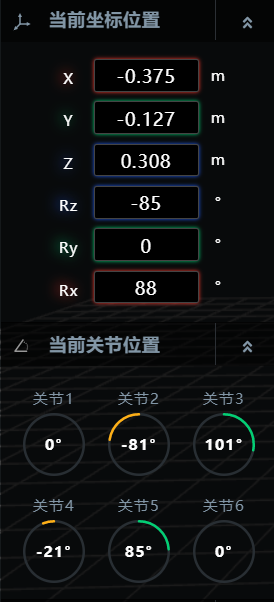 当前坐标位置
X -0.375 m
Y -0.127 m
Z 0.308 m
Rz -85 °
Ry 0 °
Rx 88 °
当前关节位置
关节1 关节2 关节3
0° -81° 101°
关节4 关节5 关节6
-21° 85° 0°